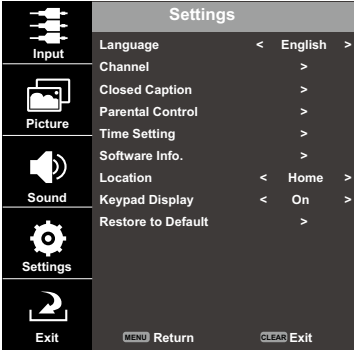 Settings
Input
Picture
Sound
Settings
Exit
Language < English >
Channel >
Closed Caption >
Parental Control >
Time Setting >
Software Info. >
Location < Home >
Keypad Display < On >
Restore to Default >
MENU Return CLEAR Exit